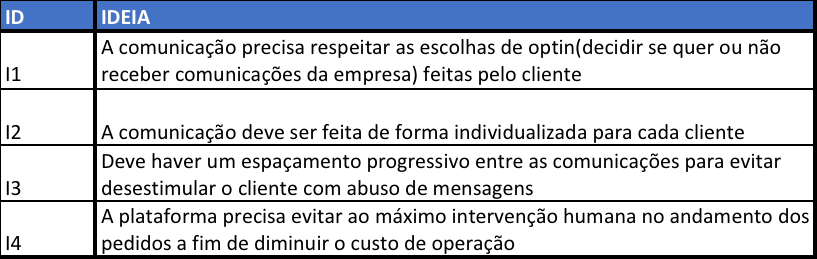 ID IDEIA
A comunicação precisa respeitar as escolhas de optin(decidir se quer ou não
I1 receber comunicações da empresa) feitas pelo cliente
I2 A comunicação deve ser feita de forma individualizada para cada cliente
Deve haver um espaçamento progressivo entre as comunicações para evitar
I3 desestimular o cliente com abuso de mensagens
A plataforma precisa evitar ao máximo intervenção humana no andamento dos
I4 pedidos a fim de diminuir o custo de operação